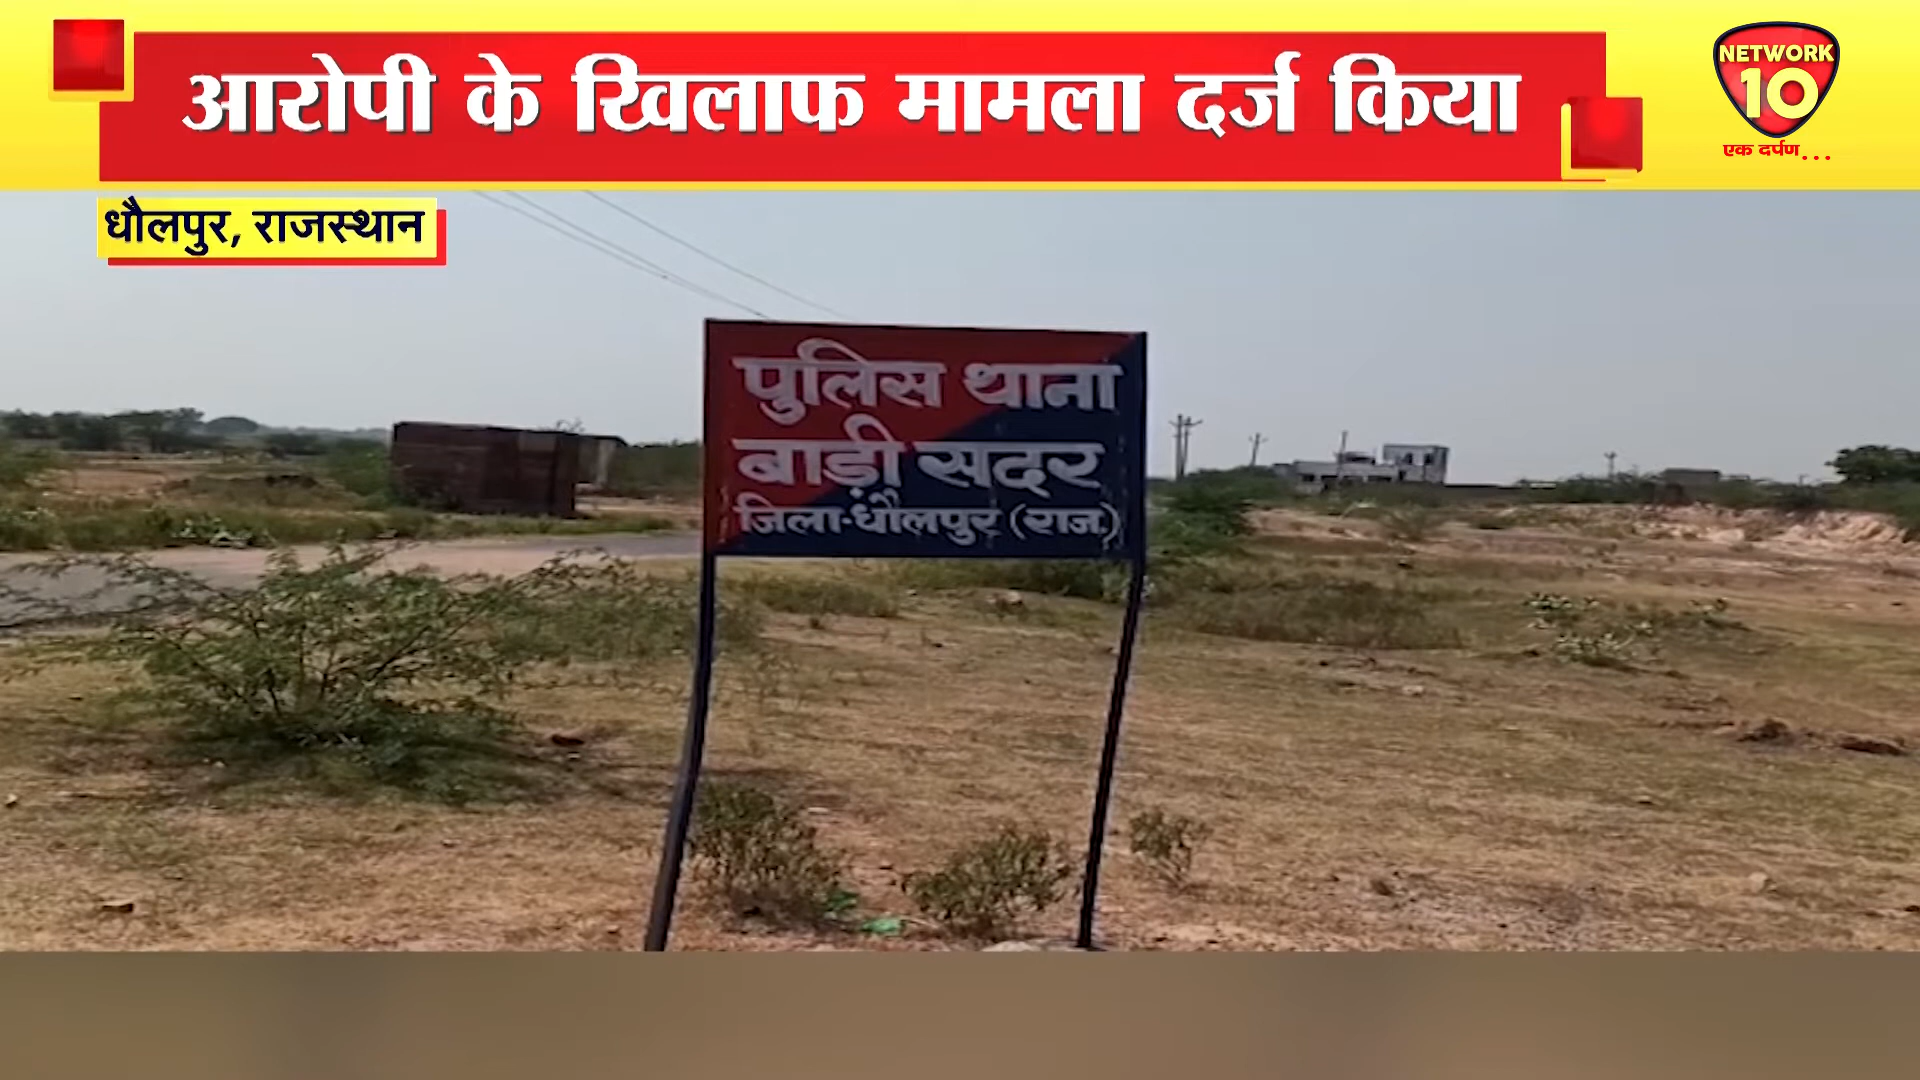 आरोपी के खिलाफ मामला दर्ज किया
NETWORK
10
एक दर्पण...
धौलपुर, राजस्थान
पुलिस थाना
बाड़ी सदर
जिला-धौलपुर (राज.)